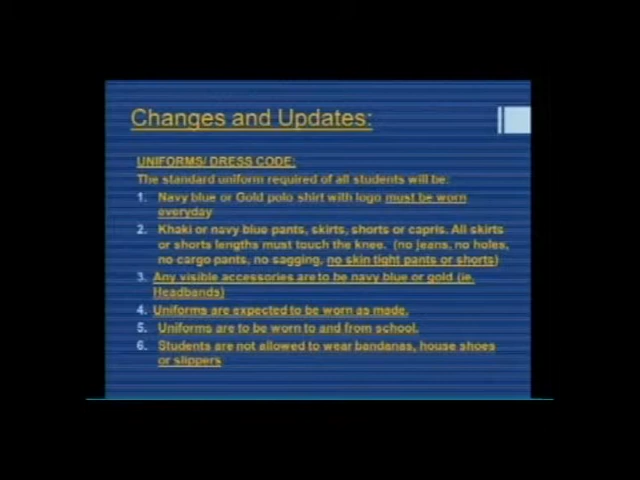 Changes and Updates:
UNIFORMS/ DRESS CODE:
The standard uniform required of all students will be:
1. Navy blue or Gold polo shirt with logo must be worn
everyday
2. Khaki or navy blue pants, skirts, shorts or capris. All skirts
or shorts lengths must touch the knee. (no jeans, no holes,
no cargo pants, no sagging, no skin tight pants or shorts)
3. Any visible accessories are to be navy blue or gold (ie.
Headbands)
4. Uniforms are expected to be worn as made.
5. Uniforms are to be worn to and from school.
6. Students are not allowed to wear bandanas, house shoes
or slippers